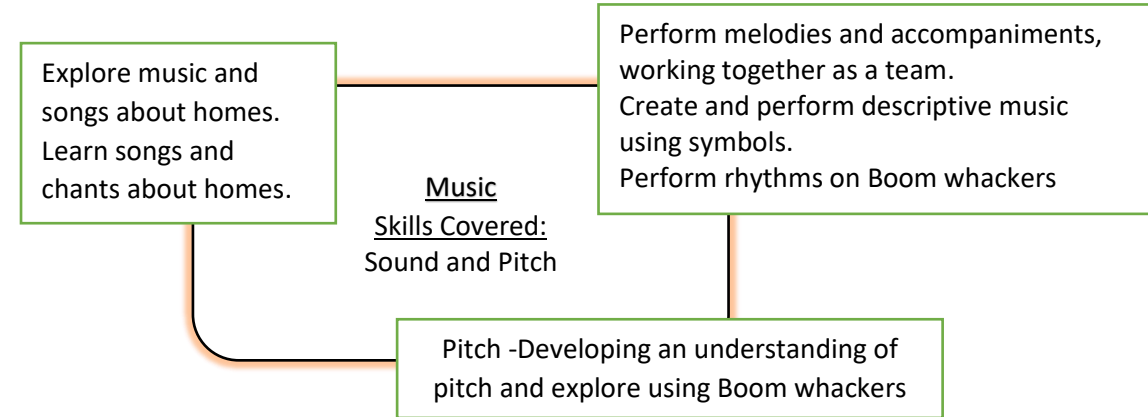 Explore music and
songs about homes.
Learn songs and
chants about homes.
Perform melodies and accompaniments,
working together as a team.
Create and perform descriptive music
using symbols.
Perform rhythms on Boom whackers
Music
Skills Covered:
Sound and Pitch
Pitch -Developing an understanding of
pitch and explore using Boom whackers